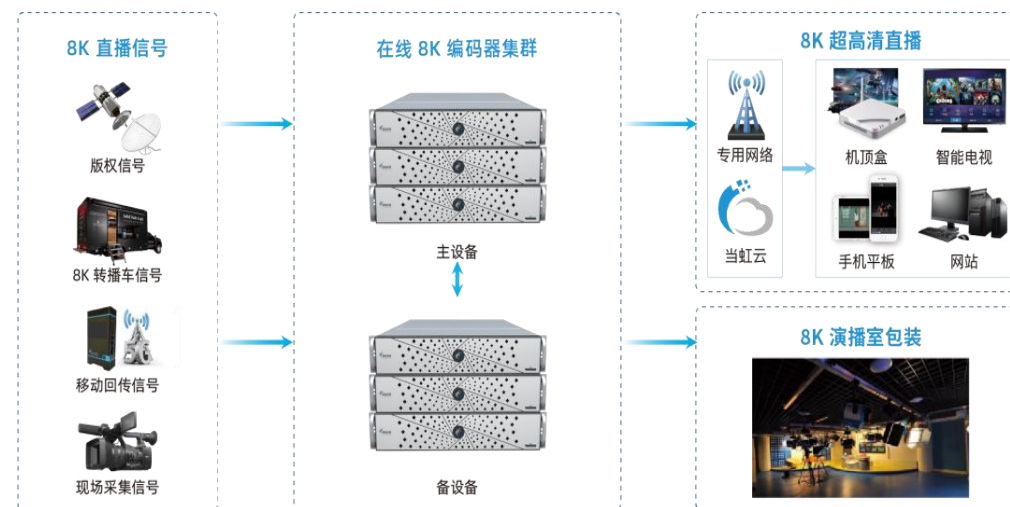 8K 直播信号
版权信号
8K 转播车信号
移动回传信号
现场采集信号
在线 8K 编码器集群
主设备
备设备
8K 超高清直播
专用网络
当虹云
机顶盒
智能电视
手机平板
网站
8K 演播室包装